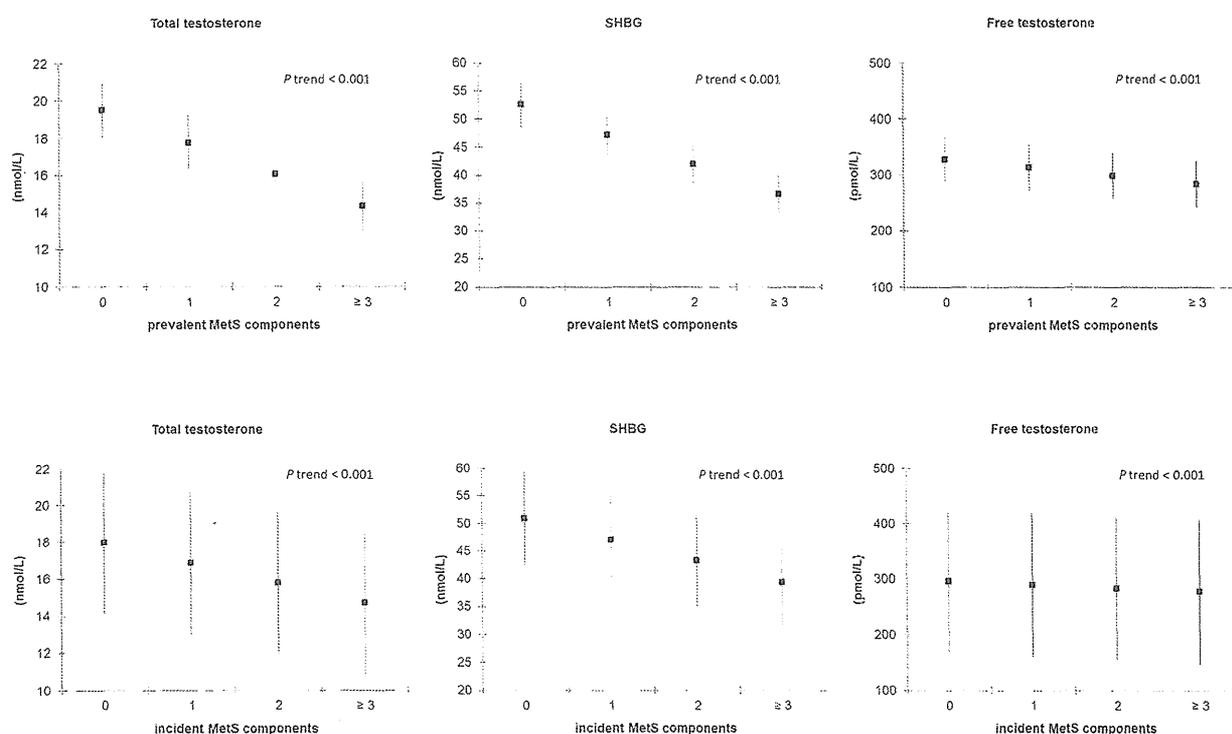 Total testosterone
P trend < 0.001
(nmol/L)
22
20
18
16
14
12
10
0 1 2 ≥ 3
prevalent MetS components
SHBG
P trend < 0.001
(nmol/L)
60
55
50
45
40
35
30
25
20
0 1 2 ≥ 3
prevalent MetS components
Free testosterone
P trend < 0.001
(pmol/L)
500
400
300
200
100
0 1 2 ≥ 3
prevalent MetS components
Total testosterone
P trend < 0.001
(nmol/L)
22
20
18
16
14
12
10
0 1 2 ≥ 3
incident MetS components
SHBG
P trend < 0.001
(nmol/L)
60
55
50
45
40
35
30
25
20
0 1 2 ≥ 3
incident MetS components
Free testosterone
P trend < 0.001
(pmol/L)
500
400
300
200
100
0 1 2 ≥ 3
incident MetS components